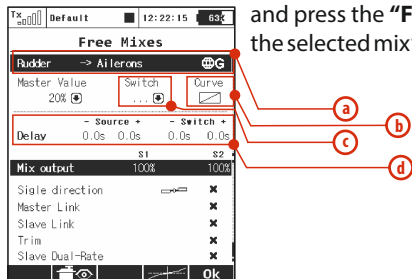 Tx Default 12:22:15 63%
Free Mixes
Rudder -> Ailerons G
Master Value Switch Curve
20% ...
- Source + - Switch +
Delay 0.0s 0.0s 0.0s 0.0s
S1 S2
Mix output 100% 100%
Sigle direction
Master Link ×
Slave Link ×
Trim ×
Slave Dual-Rate ×
Ok
and press the “F
the selected mix
a
b
c
d